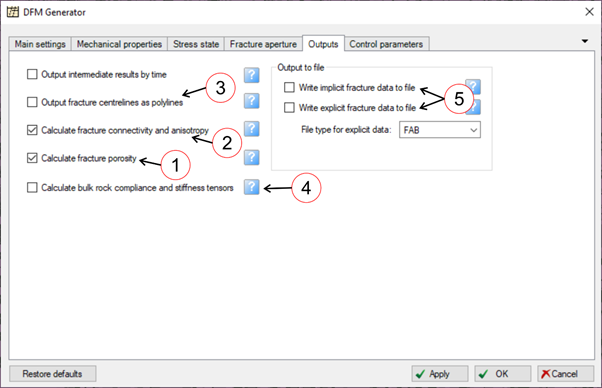 DFM Generator
Main settings Mechanical properties Stress state Fracture aperture Outputs Control parameters
Output intermediate results by time ?
Output fracture centrelines as polylines ?
3
Calculate fracture connectivity and anisotropy ?
2
Calculate fracture porosity ?
1
Calculate bulk rock compliance and stiffness tensors ?
4
Output to file
Write implicit fracture data to file ?
Write explicit fracture data to file ?
5
File type for explicit data: FAB
Restore defaults Apply OK Cancel